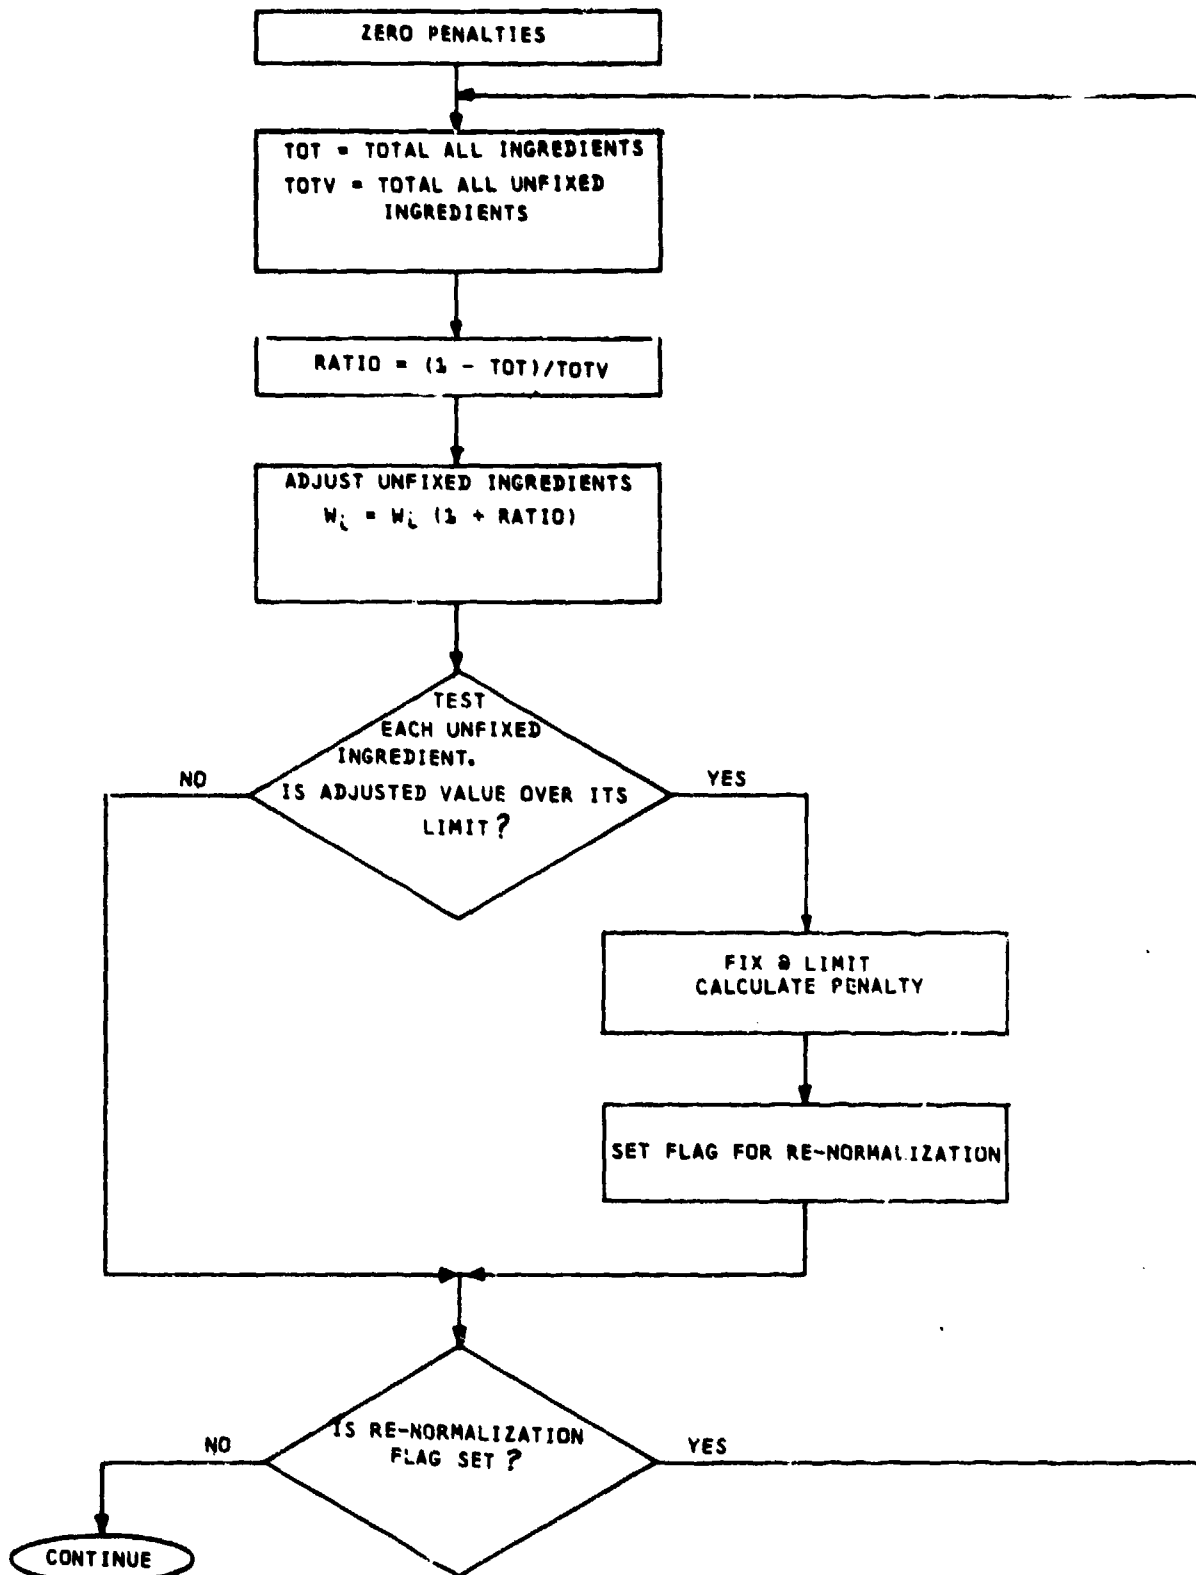 ZERO PENALTIES
TOT = TOTAL ALL INGREDIENTS
TOTV = TOTAL ALL UNFIXED
INGREDIENTS
RATIO = (1 - TOT)/TOTV
ADJUST UNFIXED INGREDIENTS
Wi = Wi (1 + RATIO)
TEST
EACH UNFIXED
INGREDIENT.
IS ADJUSTED VALUE OVER ITS
LIMIT?
NO
YES
FIX @ LIMIT
CALCULATE PENALTY
SET FLAG FOR RE-NORMALIZATION
IS RE-NORMALIZATION
FLAG SET?
NO
YES
CONTINUE